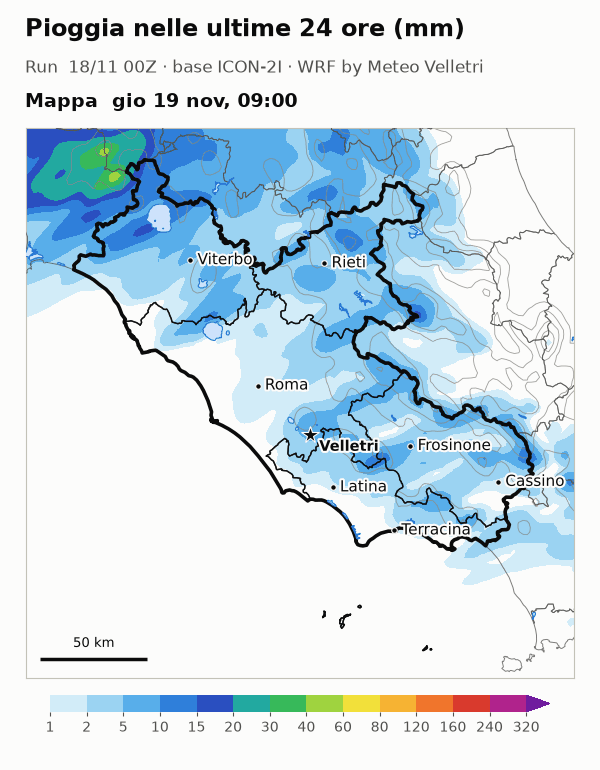 Pioggia nelle ultime 24 ore (mm)
Run 18/11 00Z · base ICON-2I · WRF by Meteo Velletri
Mappa gio 19 nov, 09:00
Viterbo
Rieti
Roma
Velletri
Frosinone
Cassino
Latina
Terracina
50 km
1 2 5 10 15 20 30 40 60 80 120 160 240 320